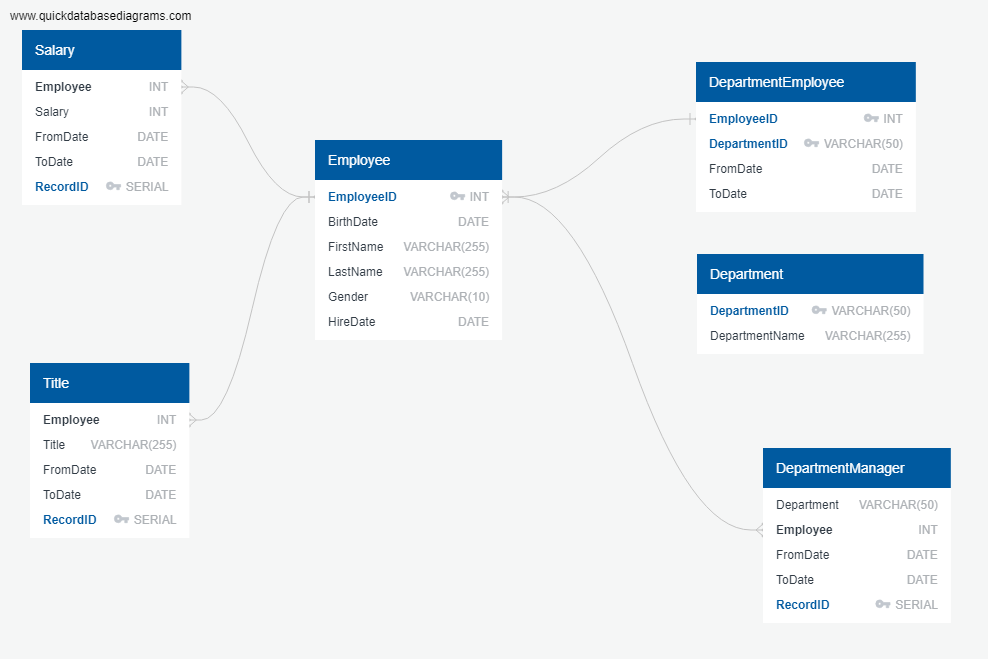 www.quickdatabasediagrams.com
Salary
Employee INT
Salary INT
FromDate DATE
ToDate DATE
RecordID SERIAL
Employee
EmployeeID INT
BirthDate DATE
FirstName VARCHAR(255)
LastName VARCHAR(255)
Gender VARCHAR(10)
HireDate DATE
DepartmentEmployee
EmployeeID INT
DepartmentID VARCHAR(50)
FromDate DATE
ToDate DATE
Department
DepartmentID VARCHAR(50)
DepartmentName VARCHAR(255)
Title
Employee INT
Title VARCHAR(255)
FromDate DATE
ToDate DATE
RecordID SERIAL
DepartmentManager
Department VARCHAR(50)
Employee INT
FromDate DATE
ToDate DATE
RecordID SERIAL